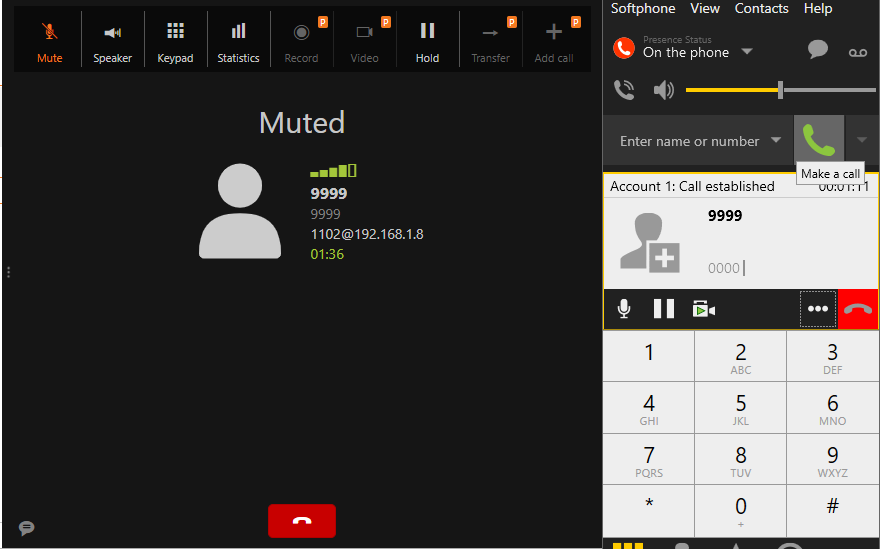 Mute
Speaker
Keypad
Statistics
P
Record
P
Video
Hold
P
Transfer
P
Add call
Muted
9999
9999
1102@192.168.1.8
01:36
Softphone View Contacts Help
Presence Status
On the phone
Enter name or number
Make a call
Account 1: Call established 00:01:11
9999
0000
1
2
ABC
3
DEF
4
GHI
5
JKL
6
MNO
7
PQRS
8
TUV
9
WXYZ
*
0
+
#